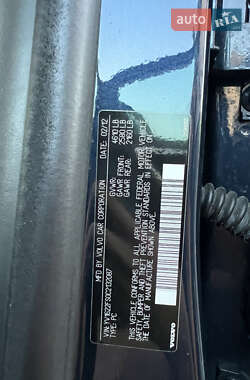 AUTO RIA
MFD. BY: VOLVO CAR CORPORATION DATE: 02/12
GVWR: 4610 LB
GAWR FRONT: 2580 LB
GAWR REAR: 2160 LB
THIS VEHICLE CONFORMS TO
ALL APPLICABLE FEDERAL MOTOR VEHICLE
SAFETY, BUMPER, AND THEFT
PREVENTION STANDARDS IN EFFECT ON
THE DATE OF MANUFACTURE
SHOWN ABOVE.
TYPE: PC
VOLVO